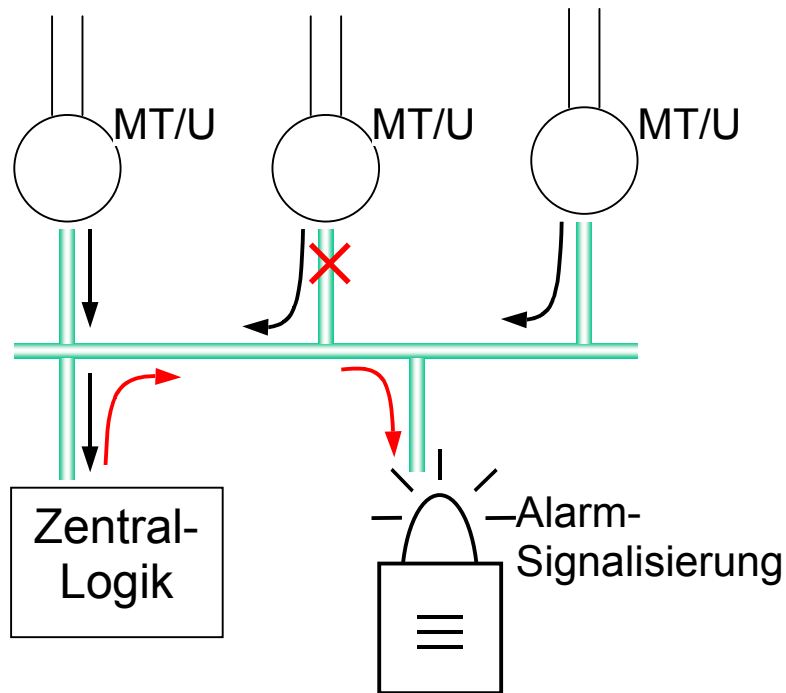 MT/U
MT/U
MT/U
Zentral-
Logik
Alarm-
Signalisierung